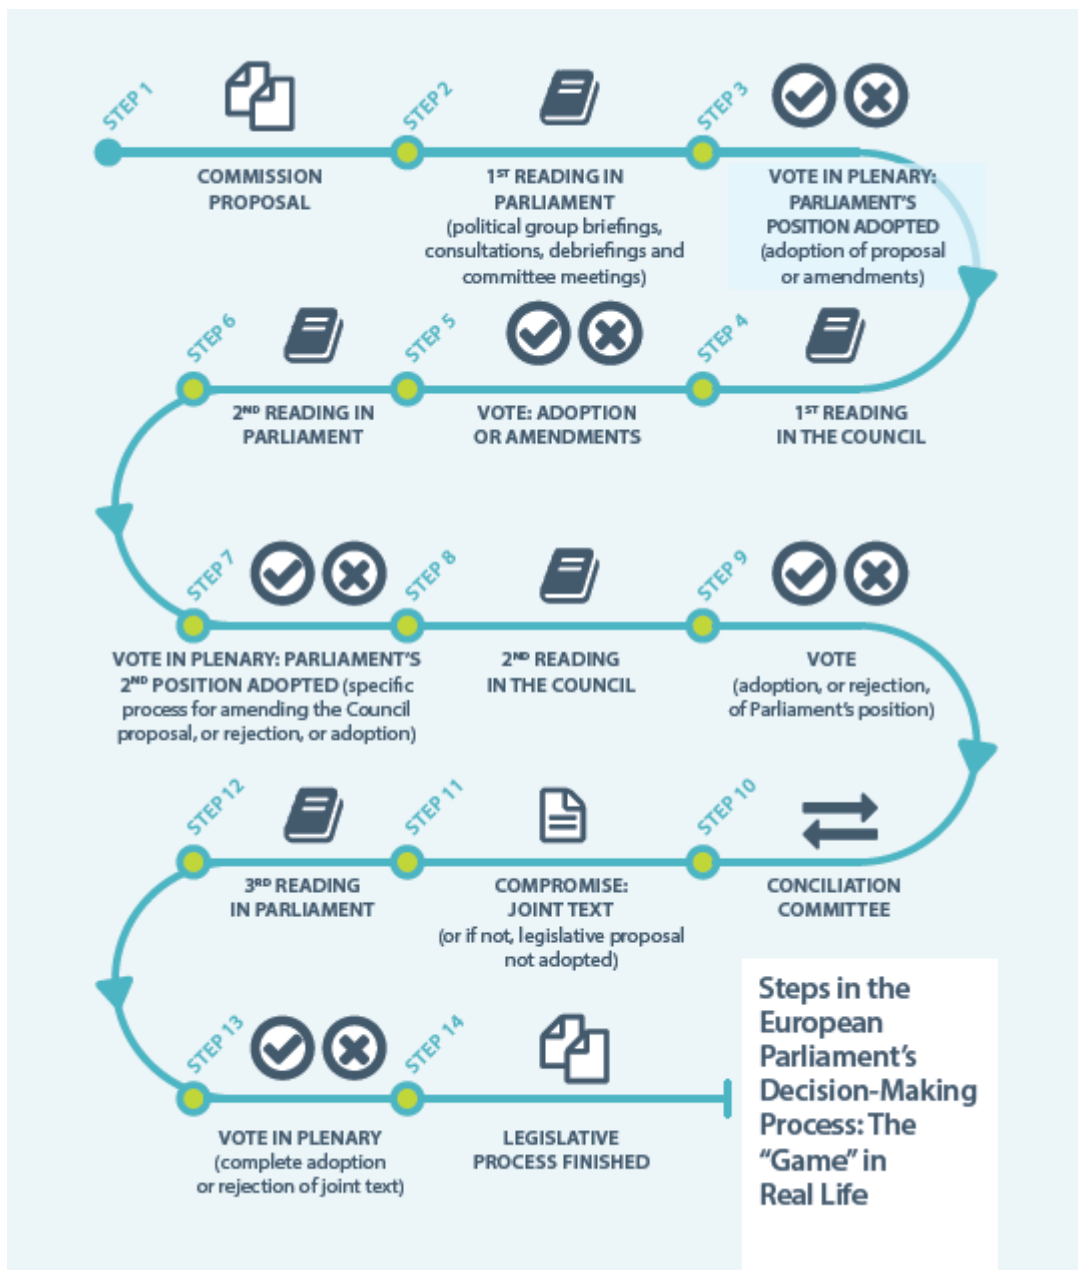 STEP 1
COMMISSION
PROPOSAL
STEP 2
1ST READING IN
PARLIAMENT
(political group briefings,
consultations, debriefings and
committee meetings)
STEP 3
VOTE IN PLENARY:
PARLIAMENT'S
POSITION ADOPTED
(adoption of proposal
or amendments)
STEP 4
1ST READING
IN THE COUNCIL
STEP 5
VOTE: ADOPTION
OR AMENDMENTS
STEP 6
2ND READING IN
PARLIAMENT
STEP 7
VOTE IN PLENARY: PARLIAMENT'S
2ND POSITION ADOPTED (specific
process for amending the Council
proposal, or rejection, or adoption)
STEP 8
2ND READING
IN THE COUNCIL
STEP 9
VOTE
(adoption, or rejection,
of Parliament's position)
STEP 10
CONCILIATION
COMMITTEE
STEP 11
COMPROMISE:
JOINT TEXT
(or if not, legislative proposal
not adopted)
STEP 12
3RD READING
IN PARLIAMENT
STEP 13
VOTE IN PLENARY
(complete adoption
or rejection of joint text)
STEP 14
LEGISLATIVE
PROCESS FINISHED
Steps in the
European
Parliament's
Decision-Making
Process: The
"Game" in
Real Life